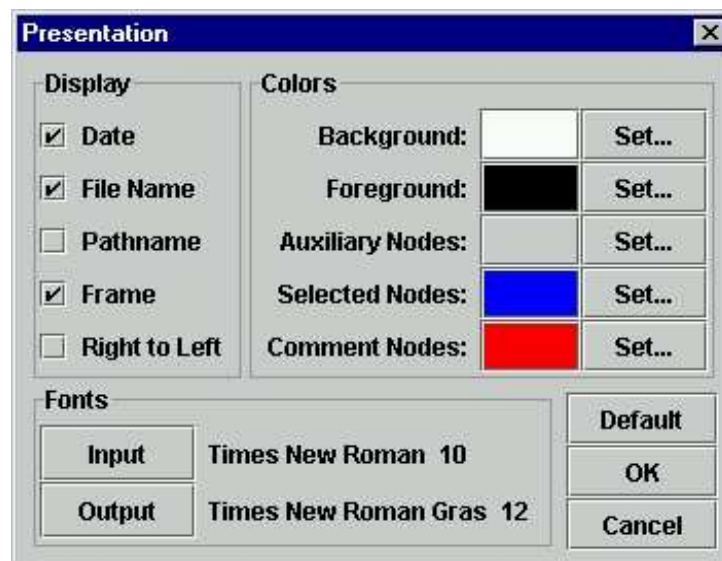 Presentation
Display
Date
File Name
Pathname
Frame
Right to Left
Colors
Background: Set...
Foreground: Set...
Auxiliary Nodes: Set...
Selected Nodes: Set...
Comment Nodes: Set...
Fonts
Input Times New Roman 10
Output Times New Roman Gras 12
Default
OK
Cancel